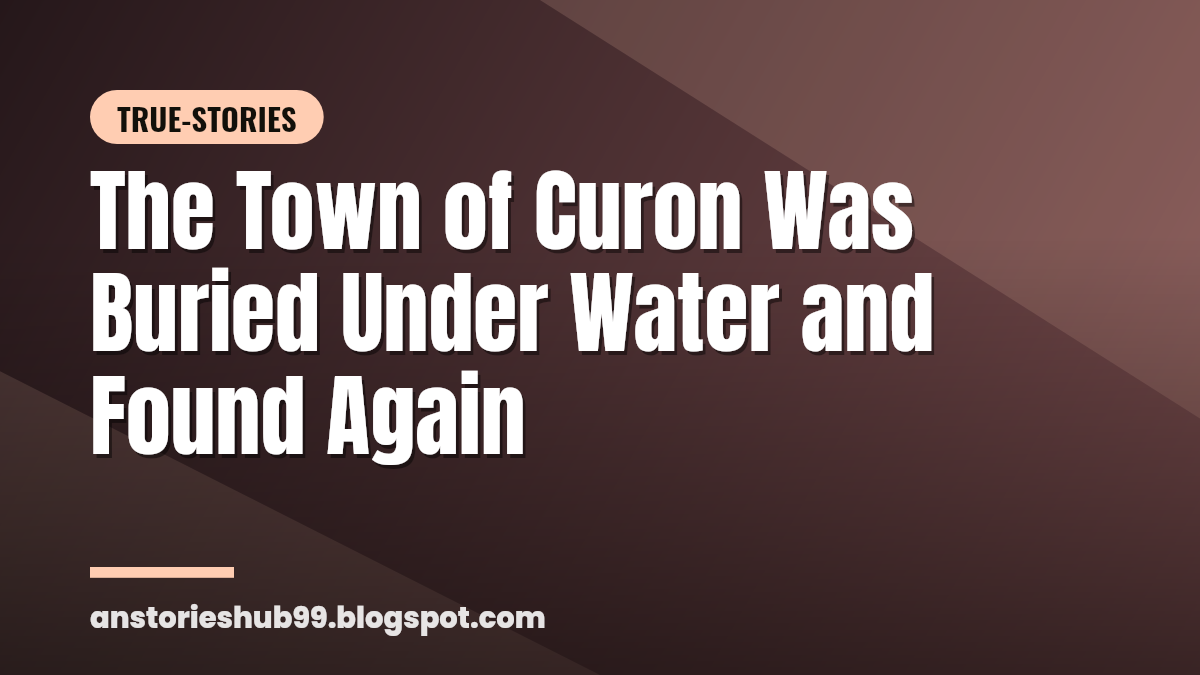 TRUE-STORIES
The Town of Curon Was
Buried Under Water and
Found Again
anstorieshub99.blogspot.com